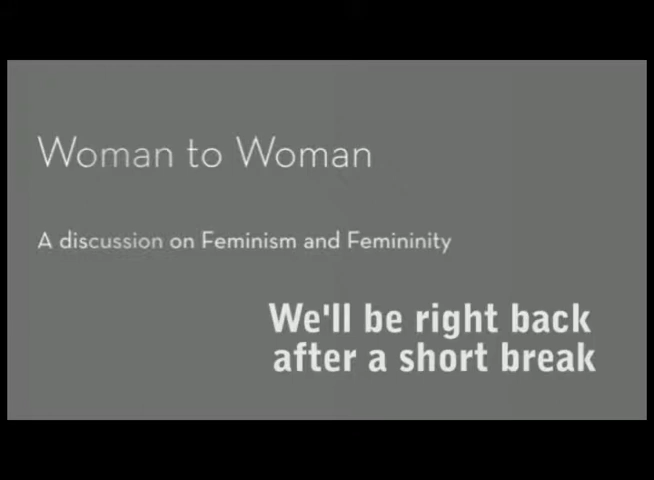 Woman to Woman
A discussion on Feminism and Femininity
We'll be right back
after a short break